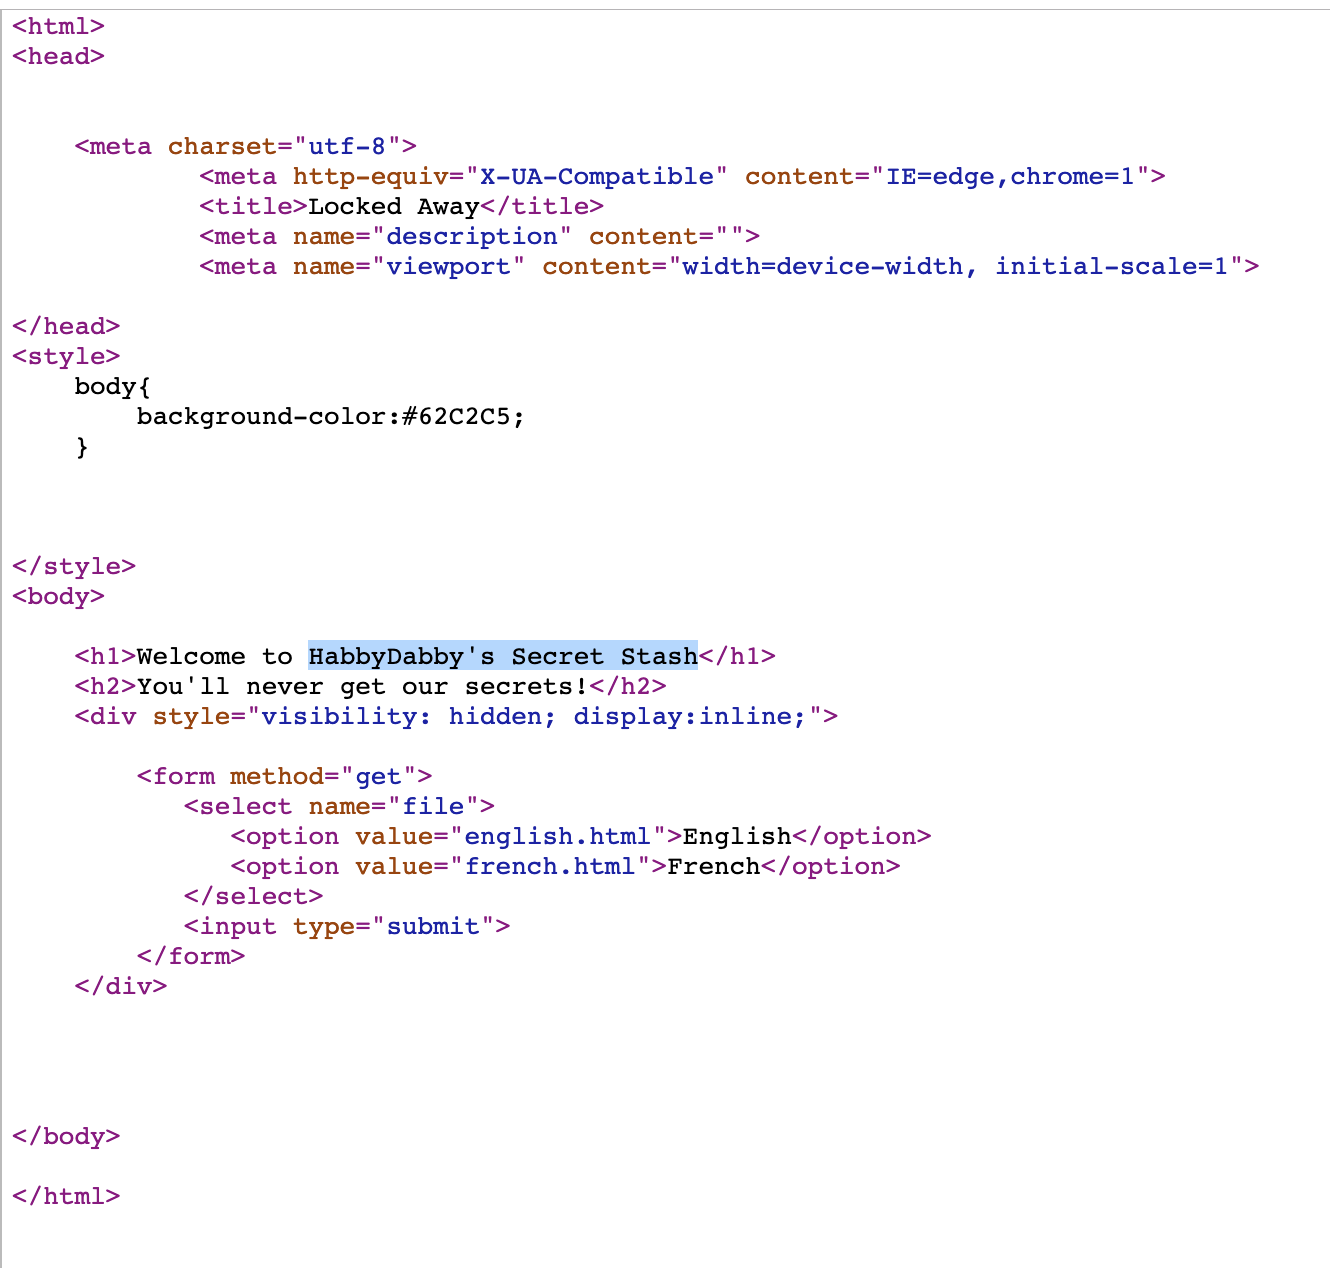 <html>
<head>
<meta charset="utf-8">
<meta http-equiv="X-UA-Compatible" content="IE=edge,chrome=1">
<title>Locked Away</title>
<meta name="description" content="">
<meta name="viewport" content="width=device-width, initial-scale=1">
</head>
<style>
body{
background-color:#62C2C5;
}
</style>
<body>
<h1>Welcome to HabbyDabby's Secret Stash</h1>
<h2>You'll never get our secrets!</h2>
<div style="visibility: hidden; display:inline;">
<form method="get">
<select name="file">
<option value="english.html">English</option>
<option value="french.html">French</option>
</select>
<input type="submit">
</form>
</div>
</body>
</html>